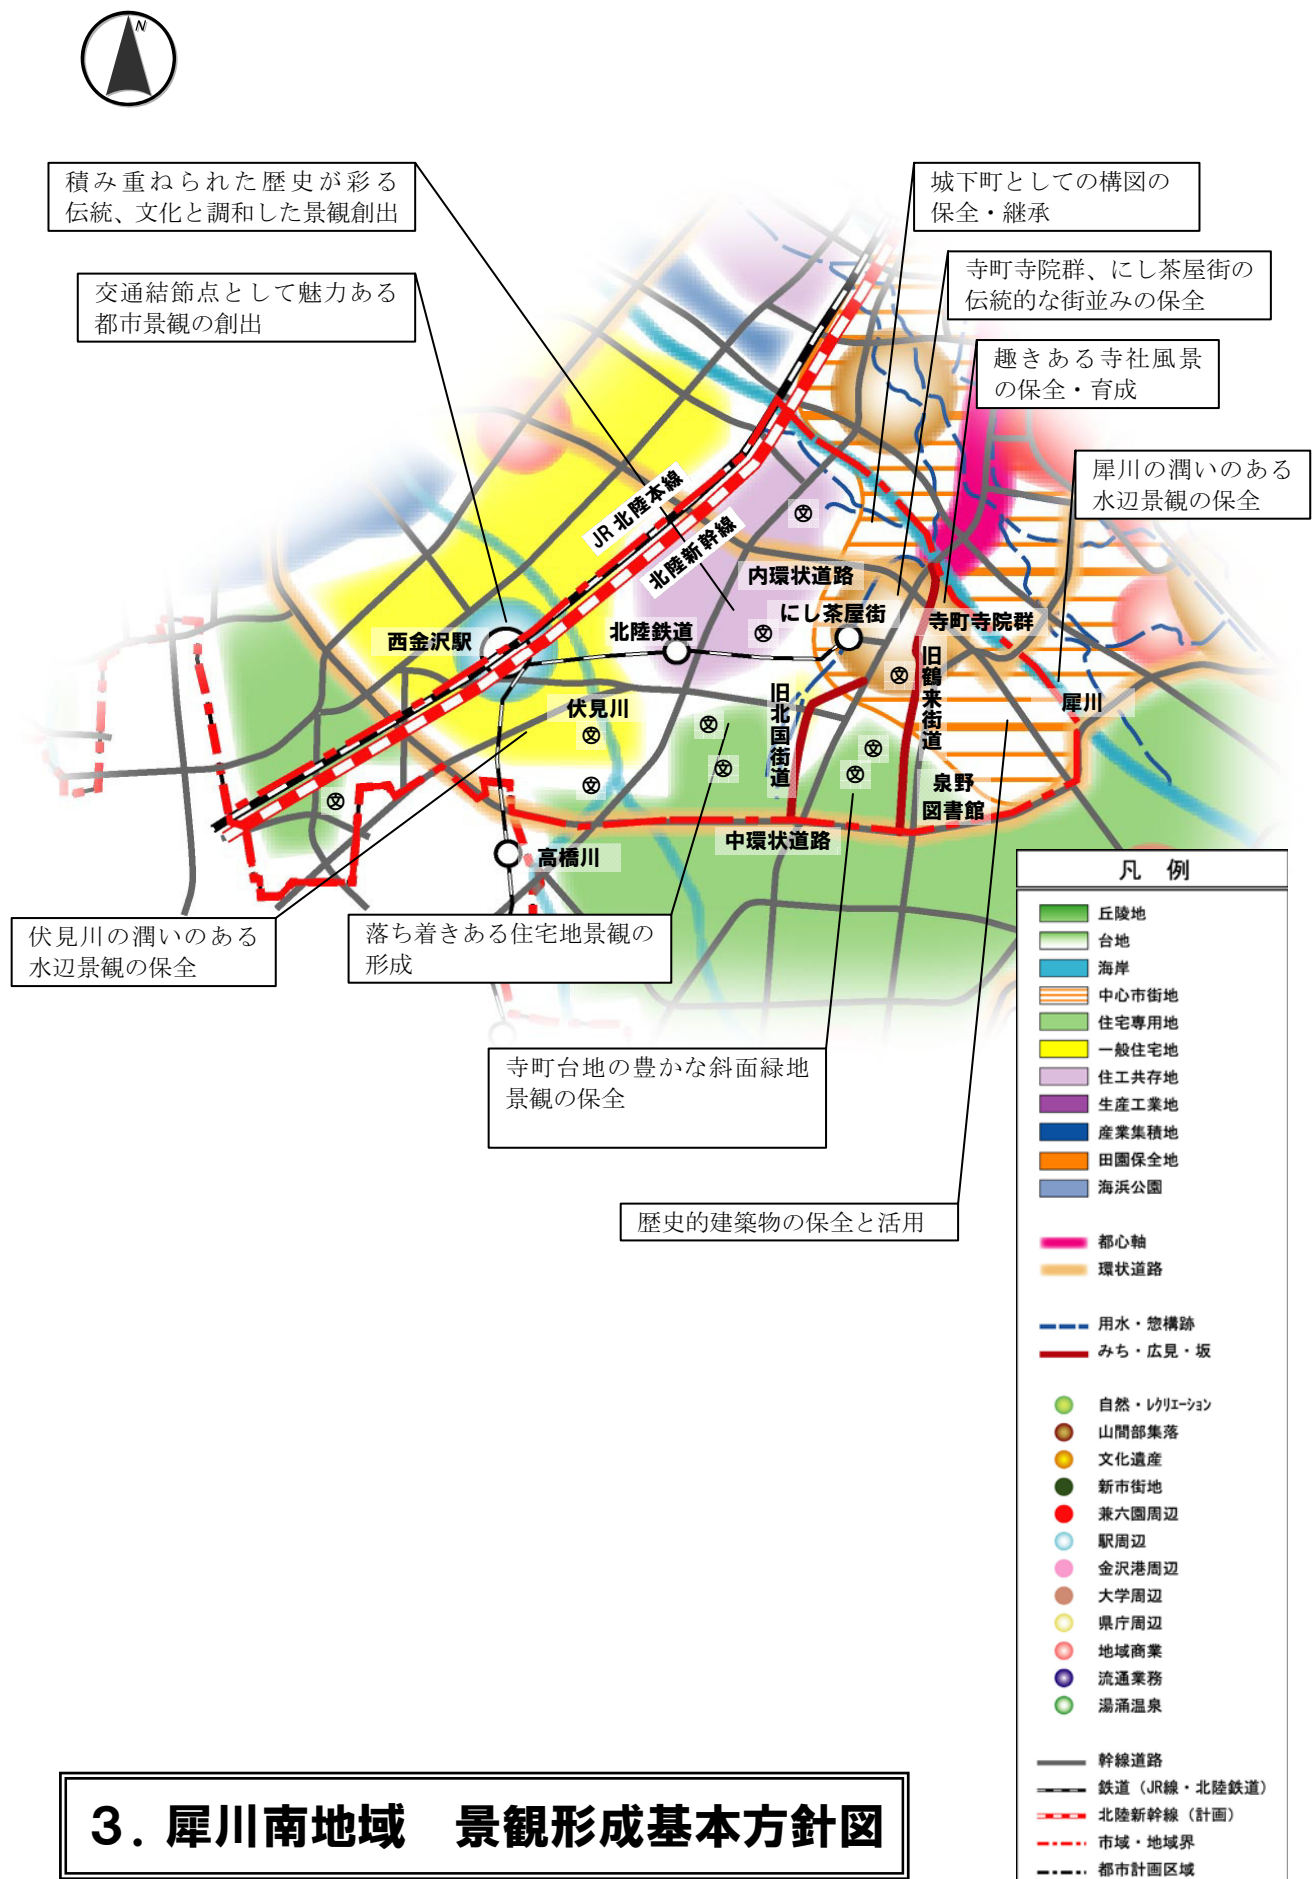 N
積み重ねられた歴史が彩る
伝統、文化と調和した景観創出
城下町としての構図の
保全・継承
寺町寺院群、にし茶屋街の
伝統的な街並みの保全
交通結節点として魅力ある
都市景観の創出
趣きある寺社風景
の保全・育成
犀川の潤いのある
水辺景観の保全
JR北陸本線
北陸新幹線
文
内環状道路
にし茶屋街
寺町寺院群
西金沢駅
北陸鉄道
文
旧鶴来街道
文
旧北国街道
犀川
伏見川
文
文
文
文
文
文
泉野
図書館
文
中環状道路
高橋川
伏見川の潤いのある
水辺景観の保全
落ち着きある住宅地景観の
形成
寺町台地の豊かな斜面緑地
景観の保全
歴史的建築物の保全と活用
凡 例
丘陵地
台地
海岸
中心市街地
住宅専用地
一般住宅地
住工共存地
生産工業地
産業集積地
田園保全地
海浜公園
都心軸
環状道路
用水・惣構跡
みち・広見・坂
自然・レクリエーション
山間部集落
文化遺産
新市街地
兼六園周辺
駅周辺
金沢港周辺
大学周辺
県庁周辺
地域商業
流通業務
湯涌温泉
幹線道路
鉄道（JR線・北陸鉄道）
北陸新幹線（計画）
市域・地域界
都市計画区域
３．犀川南地域　景観形成基本方針図